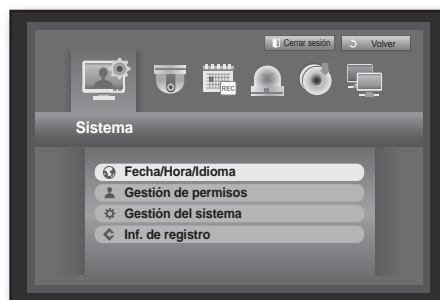 Cerrar sesión
Volver
REC
Sistema
Fecha/Hora/Idioma
Gestión de permisos
Gestión del sistema
Inf. de registro